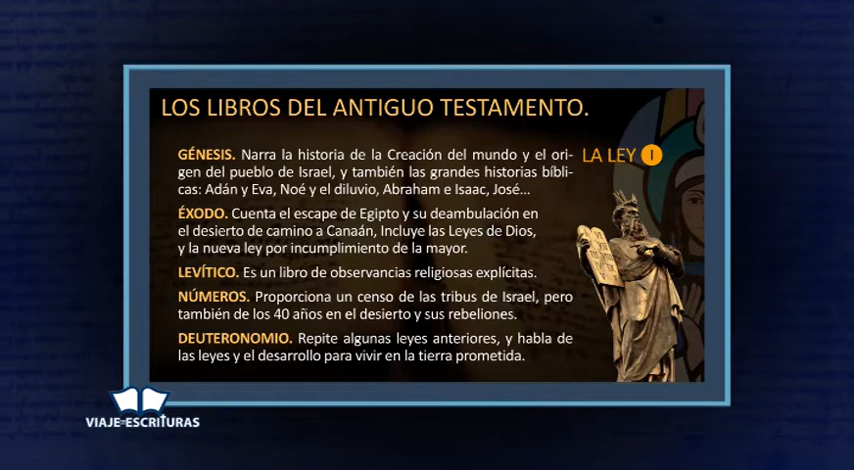 LOS LIBROS DEL ANTIGUO TESTAMENTO.
GÉNESIS. Narra la historia de la Creación del mundo y el ori-
gen del pueblo de Israel, y también las grandes historias bíbli-
cas: Adán y Eva, Noé y el diluvio, Abraham e Isaac, José...
LA LEY I
ÉXODO. Cuenta el escape de Egipto y su deambulación en
el desierto de camino a Canaán, Incluye las Leyes de Dios,
y la nueva ley por incumplimiento de la mayor.
LEVÍTICO. Es un libro de observancias religiosas explícitas.
NÚMEROS. Proporciona un censo de las tribus de Israel, pero
también de los 40 años en el desierto y sus rebeliones.
DEUTERONOMIO. Repite algunas leyes anteriores, y habla de
las leyes y el desarrollo para vivir en la tierra prometida.
VIAJE ESCRITURAS